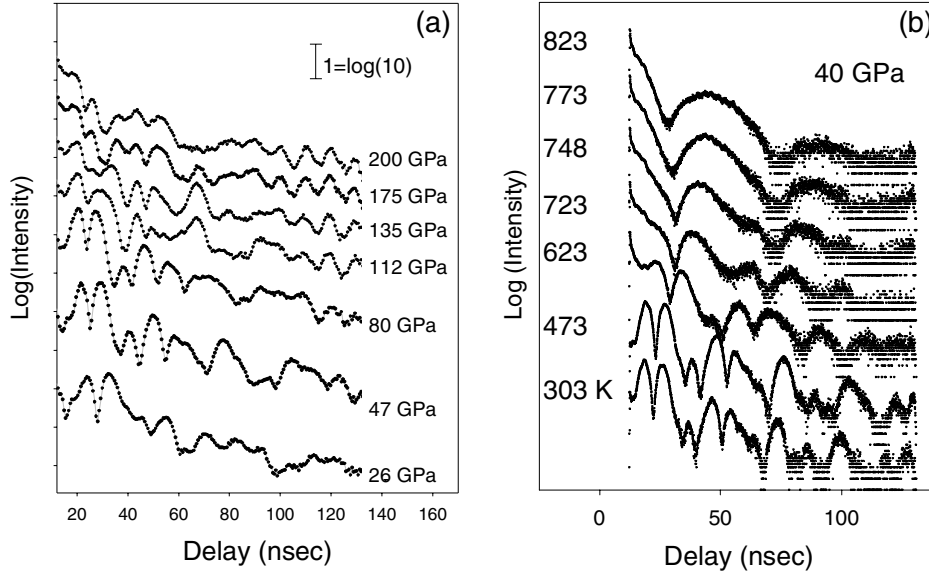 (a)
1=log(10)
200 GPa
175 GPa
135 GPa
112 GPa
80 GPa
47 GPa
26 GPa
Log(Intensity)
20 40 60 80 100 120 140 160
Delay (nsec)
(b)
40 GPa
823
773
748
723
623
473
303 K
Log (Intensity)
0 50 100
Delay (nsec)